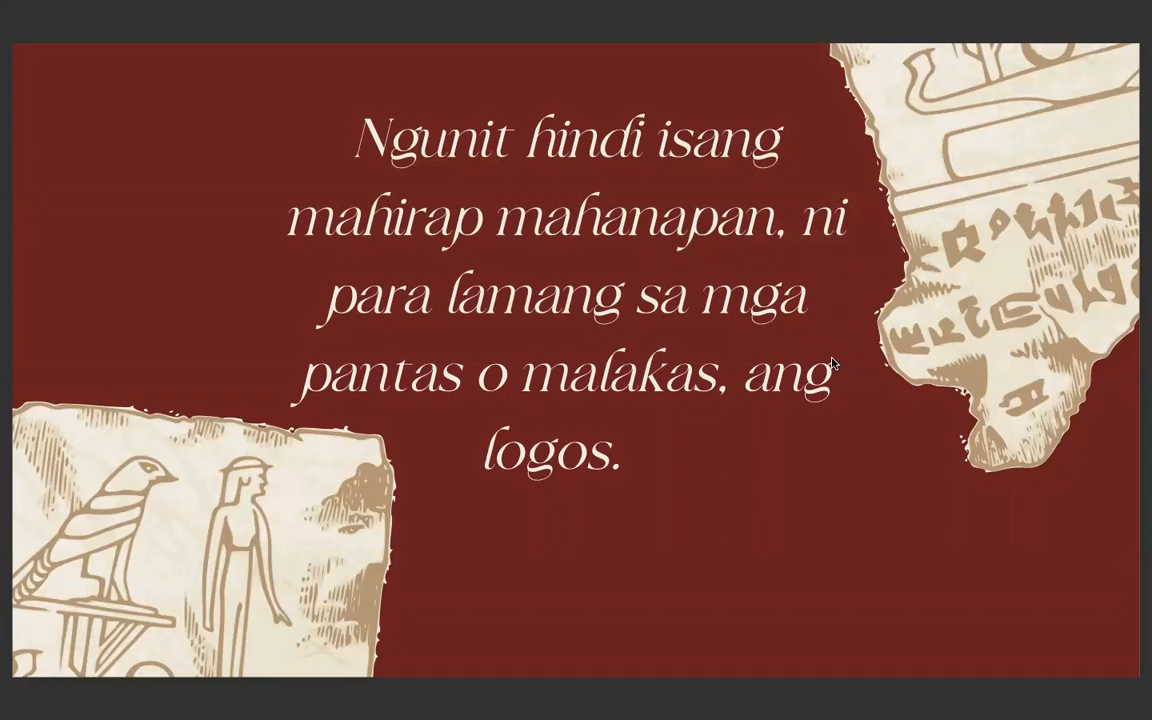 Ngunit hindi isang
mahirap mahanapan, ni
para lamang sa mga
pantas o malakas, ang
logos.